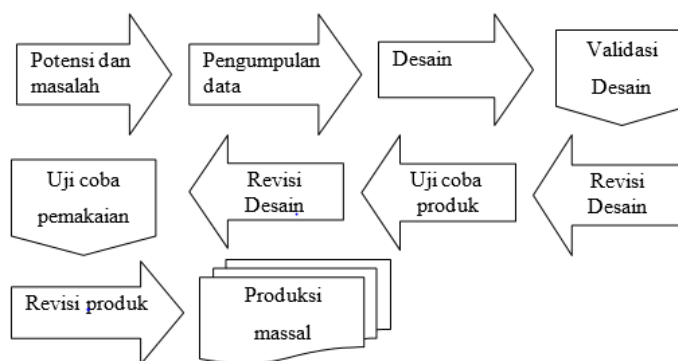 Potensi dan
masalah
Pengumpulan
data
Desain
Validasi
Desain
Uji coba
pemakaian
Revisi
Desain
Uji coba
produk
Revisi
Desain
Revisi produk
Produksi
massal